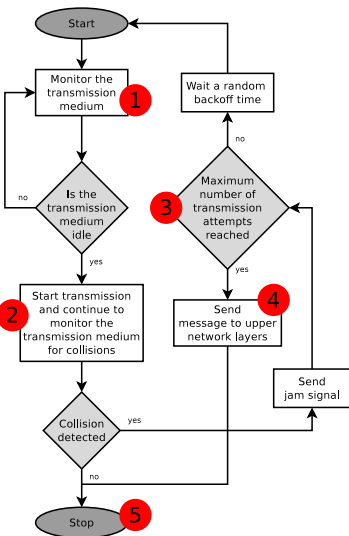 Start
Monitor the
transmission
medium
1
Is the
transmission
medium
idle
no
yes
2
Start transmission
and continue to
monitor the
transmission medium
for collisions
Collision
detected
yes
no
Stop
5
Wait a random
backoff time
no
3
Maximum
number of
transmission
attempts
reached
yes
4
Send
message to upper
network layers
Send
jam signal